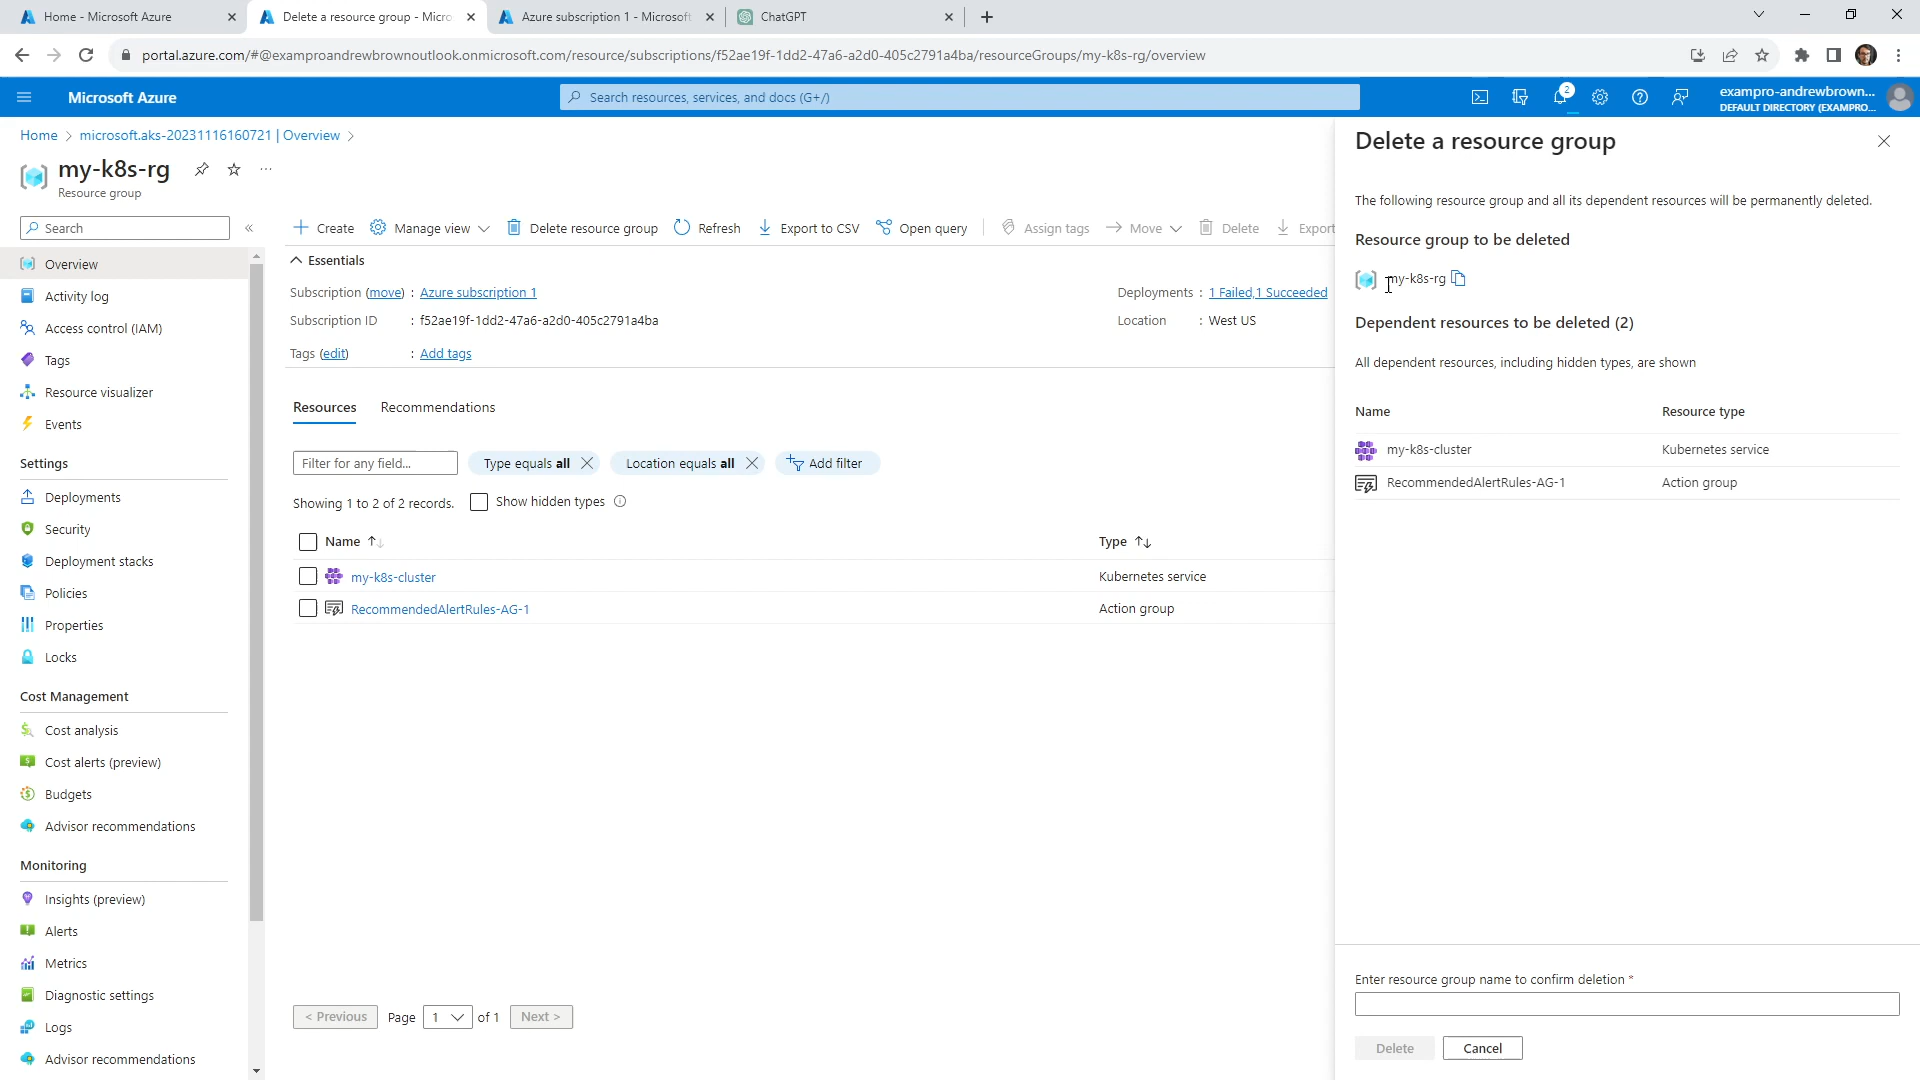 Home - Microsoft Azure
Delete a resource group - Micro
Azure subscription 1 - Microsoft
ChatGPT
portal.azure.com/#@examproandrewbrownoutlook.onmicrosoft.com/resource/subscriptions/f52ae19f-1dd2-47a6-a2d0-405c2791a4ba/resourceGroups/my-k8s-rg/overview
Microsoft Azure
Search resources, services, and docs (G+/)
2
exampro-andrewbrown...
DEFAULT DIRECTORY (EXAMPRO...
Home > microsoft.aks-20231116160721 | Overview >
my-k8s-rg
Resource group
Search
Overview
Activity log
Access control (IAM)
Tags
Resource visualizer
Events
Settings
Deployments
Security
Deployment stacks
Policies
Properties
Locks
Cost Management
Cost analysis
Cost alerts (preview)
Budgets
Advisor recommendations
Monitoring
Insights (preview)
Alerts
Metrics
Diagnostic settings
Logs
Advisor recommendations
Create Manage view Delete resource group Refresh Export to CSV Open query Assign tags Move Delete Export
Essentials
Subscription (move) : Azure subscription 1
Subscription ID : f52ae19f-1dd2-47a6-a2d0-405c2791a4ba
Tags (edit) : Add tags
Deployments : 1 Failed,1 Succeeded
Location : West US
Resources Recommendations
Filter for any field...
Type equals all
Location equals all
Add filter
Showing 1 to 2 of 2 records.
Show hidden types
Name Type
my-k8s-cluster Kubernetes service
RecommendedAlertRules-AG-1 Action group
< Previous Page 1 of 1 Next >
Delete a resource group
The following resource group and all its dependent resources will be permanently deleted.
Resource group to be deleted
my-k8s-rg
Dependent resources to be deleted (2)
All dependent resources, including hidden types, are shown
Name Resource type
my-k8s-cluster Kubernetes service
RecommendedAlertRules-AG-1 Action group
Enter resource group name to confirm deletion *
Delete Cancel